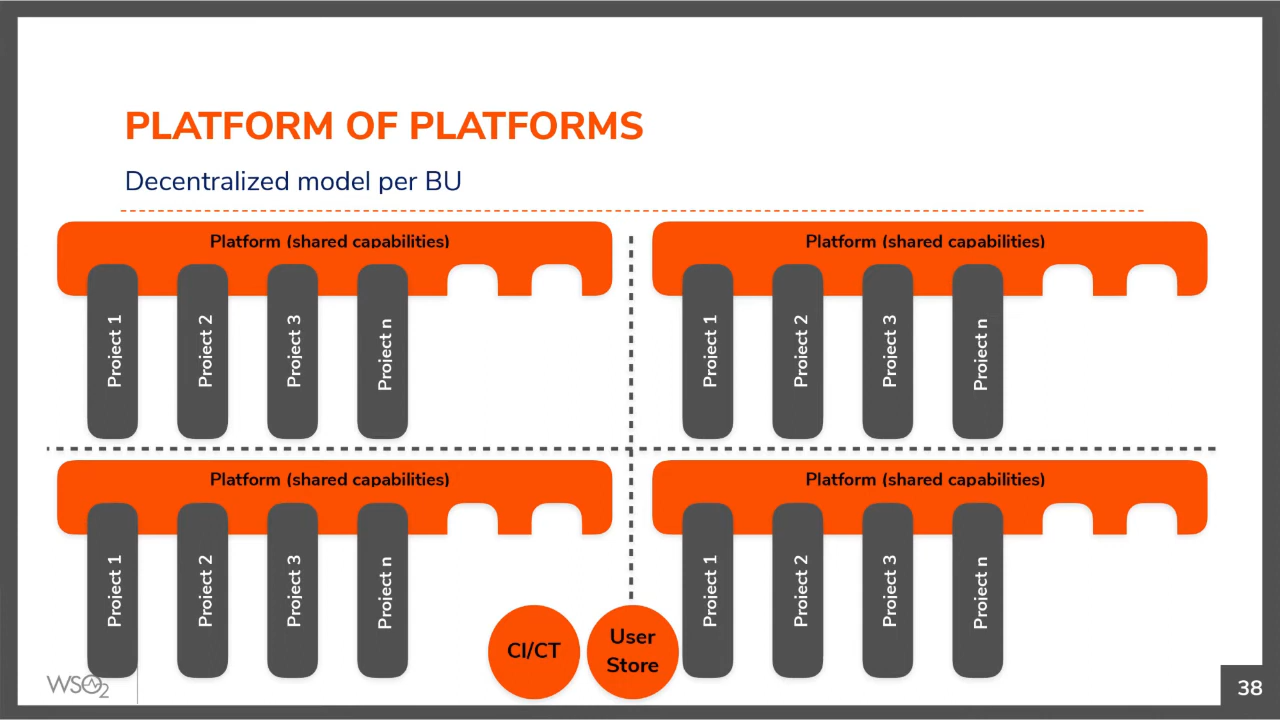 PLATFORM OF PLATFORMS
Decentralized model per BU
Platform (shared capabilities)
Project 1
Project 2
Project 3
Project n
Platform (shared capabilities)
Project 1
Project 2
Project 3
Project n
Platform (shared capabilities)
Project 1
Project 2
Project 3
Project n
Platform (shared capabilities)
Project 1
Project 2
Project 3
Project n
CI/CT
User
Store
WSO2
38